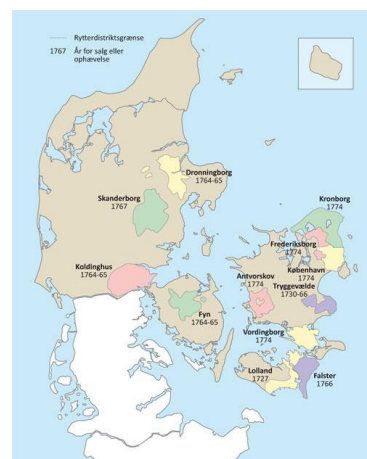 Rytterdistriktsgrænse
1767 År for salg eller
ophævelse
Dronningborg
1764-65
Skanderborg
1767
Kronborg
1774
Frederiksborg
1774
Koldinghus
1764-65
København
1774
Antvorskov
1774
Tryggevælde
1730-66
Fyn
1764-65
Vordingborg
1774
Lolland
1727
Falster
1766